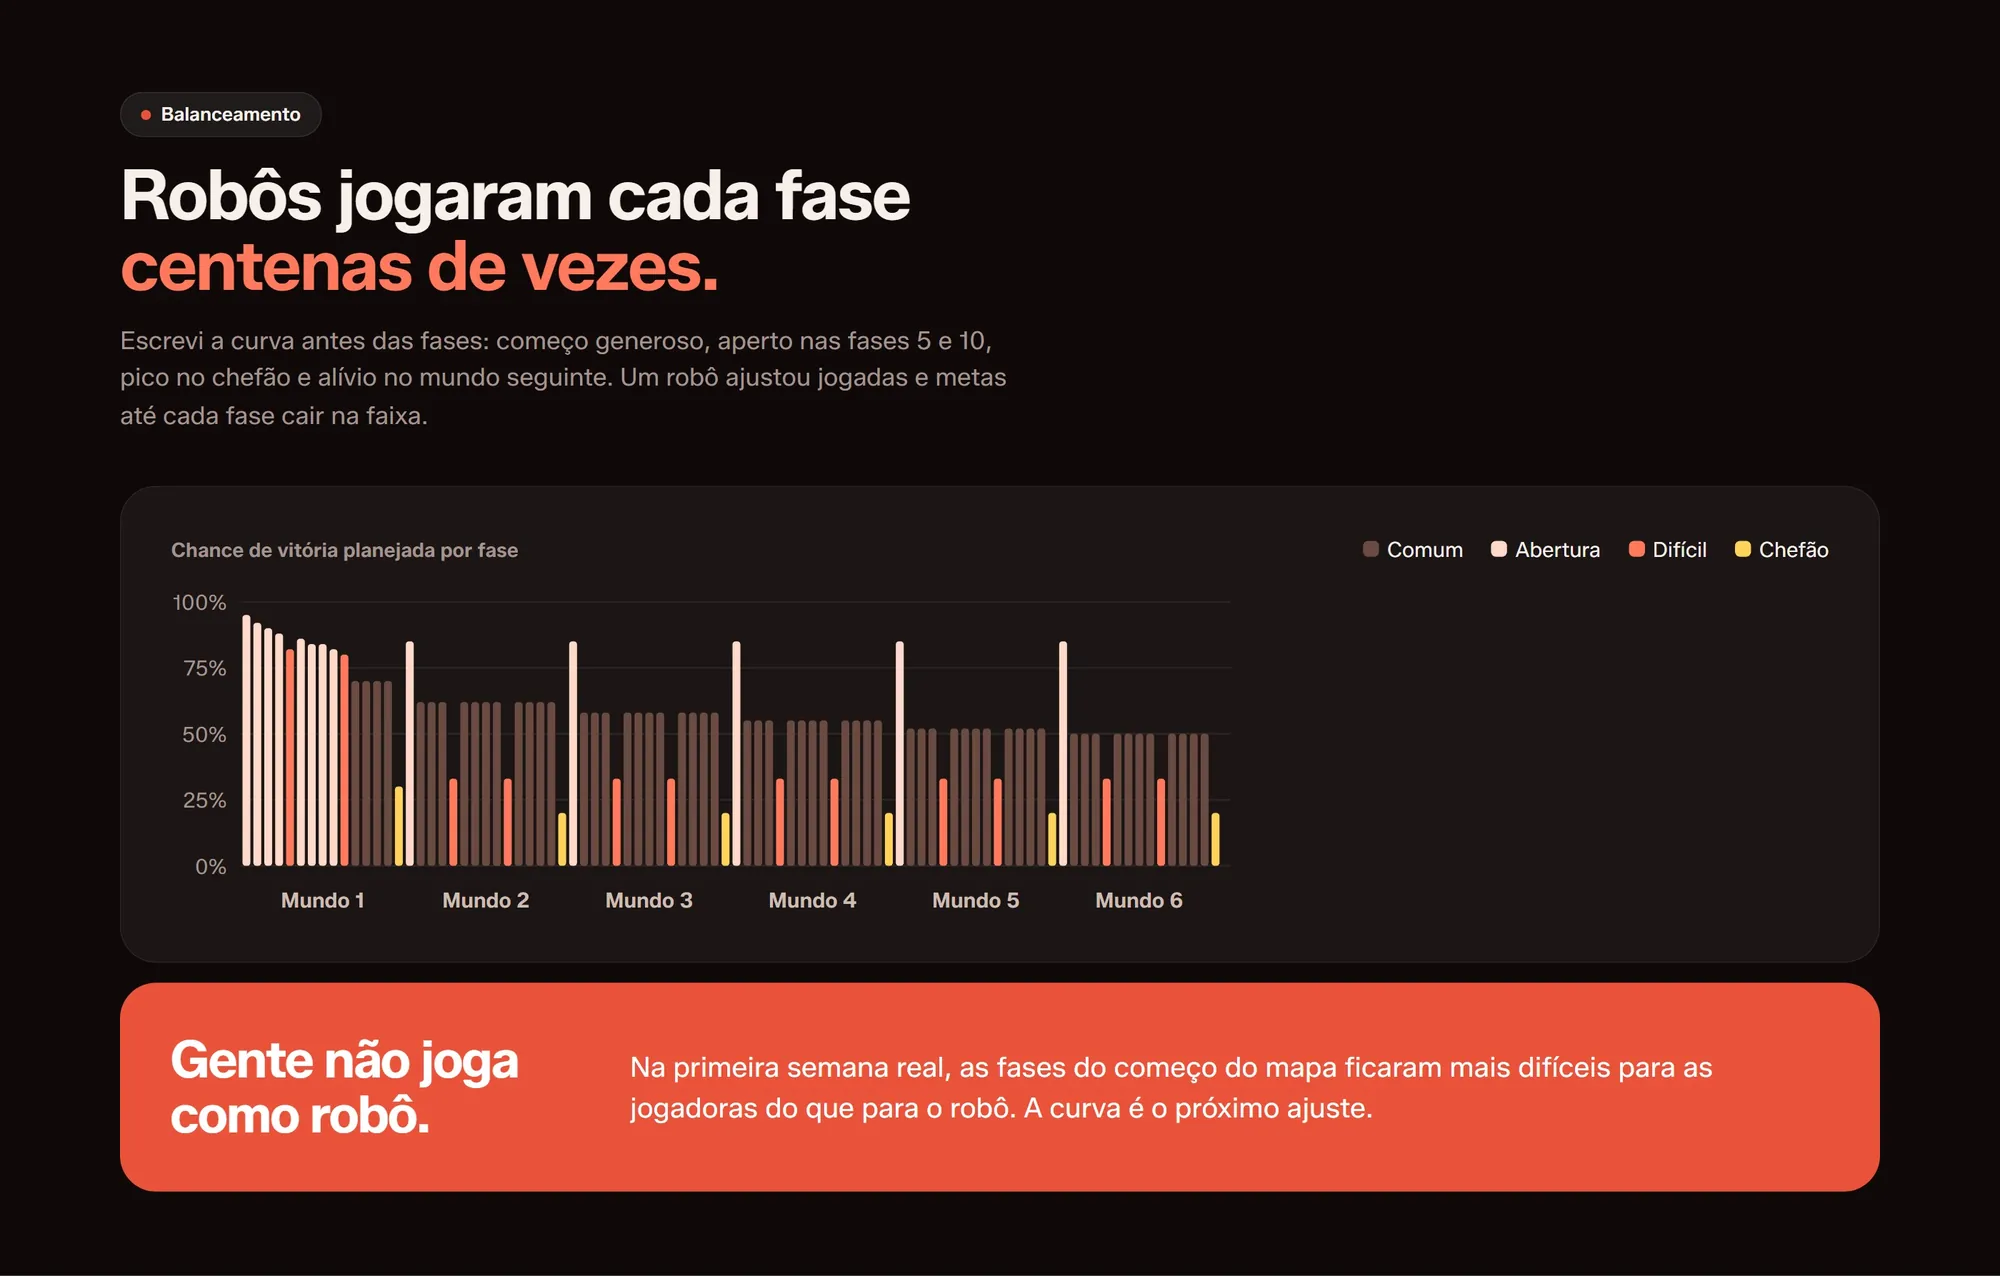 Balanceamento
Robôs jogaram cada fase
centenas de vezes.
Escrevi a curva antes das fases: começo generoso, aperto nas fases 5 e 10,
pico no chefão e alívio no mundo seguinte. Um robô ajustou jogadas e metas
até cada fase cair na faixa.
Chance de vitória planejada por fase
Comum
Abertura
Difícil
Chefão
100%
75%
50%
25%
0%
Mundo 1
Mundo 2
Mundo 3
Mundo 4
Mundo 5
Mundo 6
Gente não joga
como robô.
Na primeira semana real, as fases do começo do mapa ficaram mais difíceis para as
jogadoras do que para o robô. A curva é o próximo ajuste.